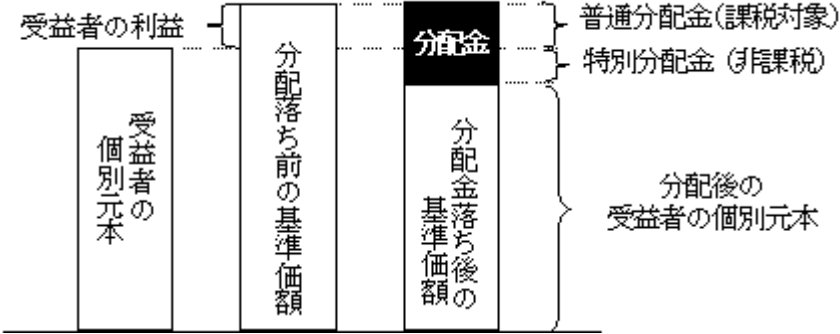 受益者の利益
普通分配金(課税対象)
特別分配金 (非課税)
分配金
受益者の
個別元本
分配落ち前の基準価額
分配金落ち後の
基準価額
分配後の
受益者の個別元本